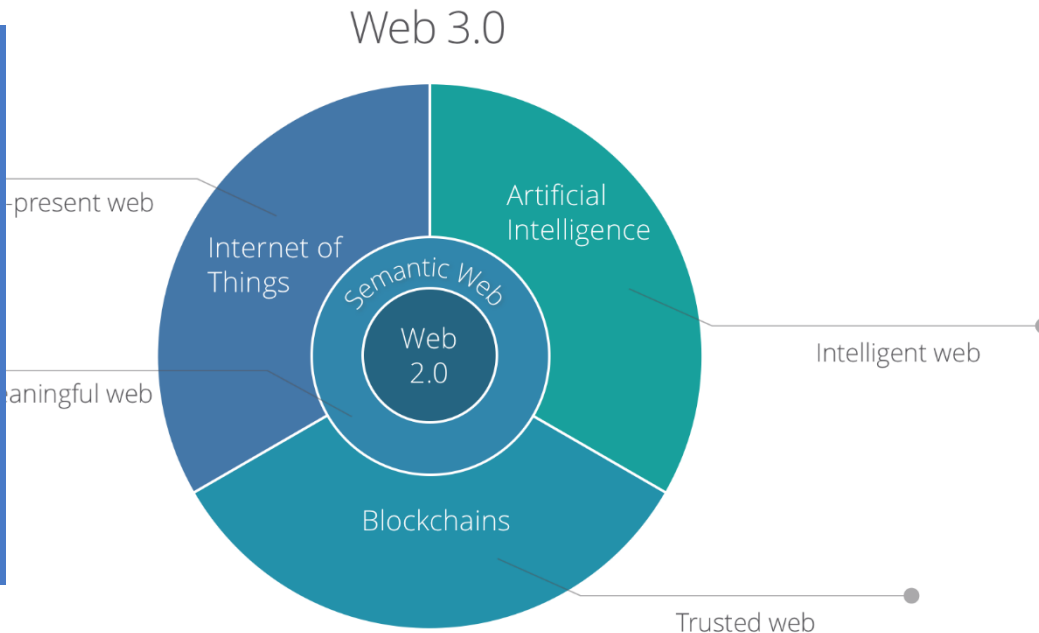 Web 3.0
Artificial
Intelligence
-present web
Internet of
Things
Semantic Web
Web
2.0
Intelligent web
eaningful web
Blockchains
Trusted web